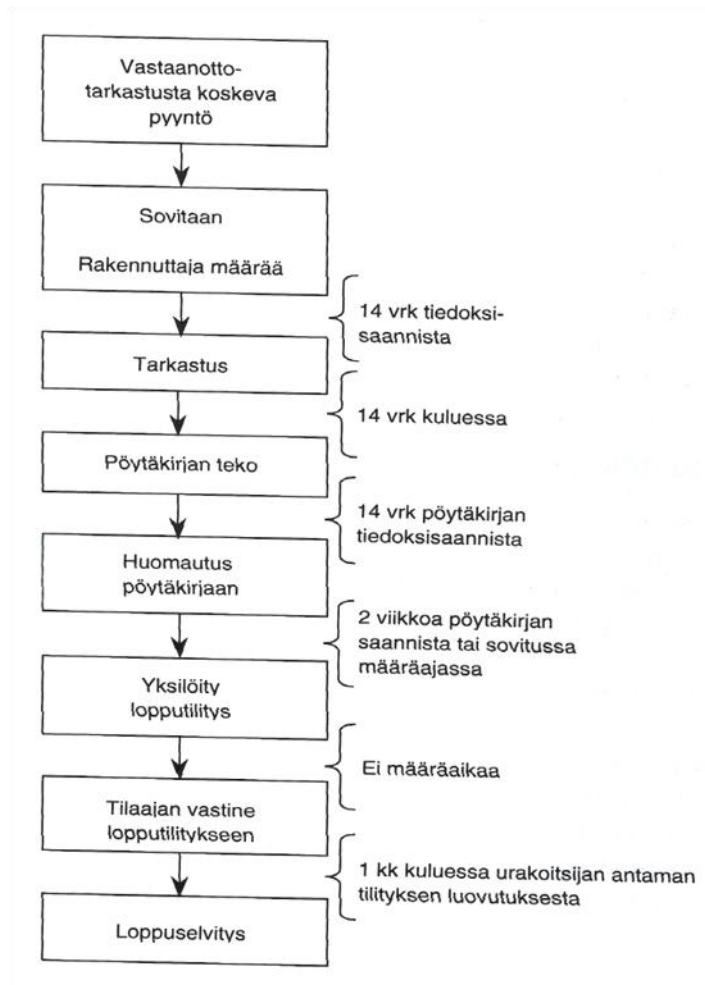 Vastaanotto-
tarkastusta koskeva
pyyntö
Sovitaan
Rakennuttaja määrää
14 vrk tiedoksi-
saannista
Tarkastus
14 vrk kuluessa
Pöytäkirjan teko
14 vrk pöytäkirjan
tiedoksisaannista
Huomautus
pöytäkirjaan
2 viikkoa pöytäkirjan
saannista tai sovitussa
määräajassa
Yksilöity
lopputilitys
Ei määräaikaa
Tilaajan vastine
lopputilitykseen
1 kk kuluessa urakoitsijan antaman
tilityksen luovutuksesta
Loppuselvitys